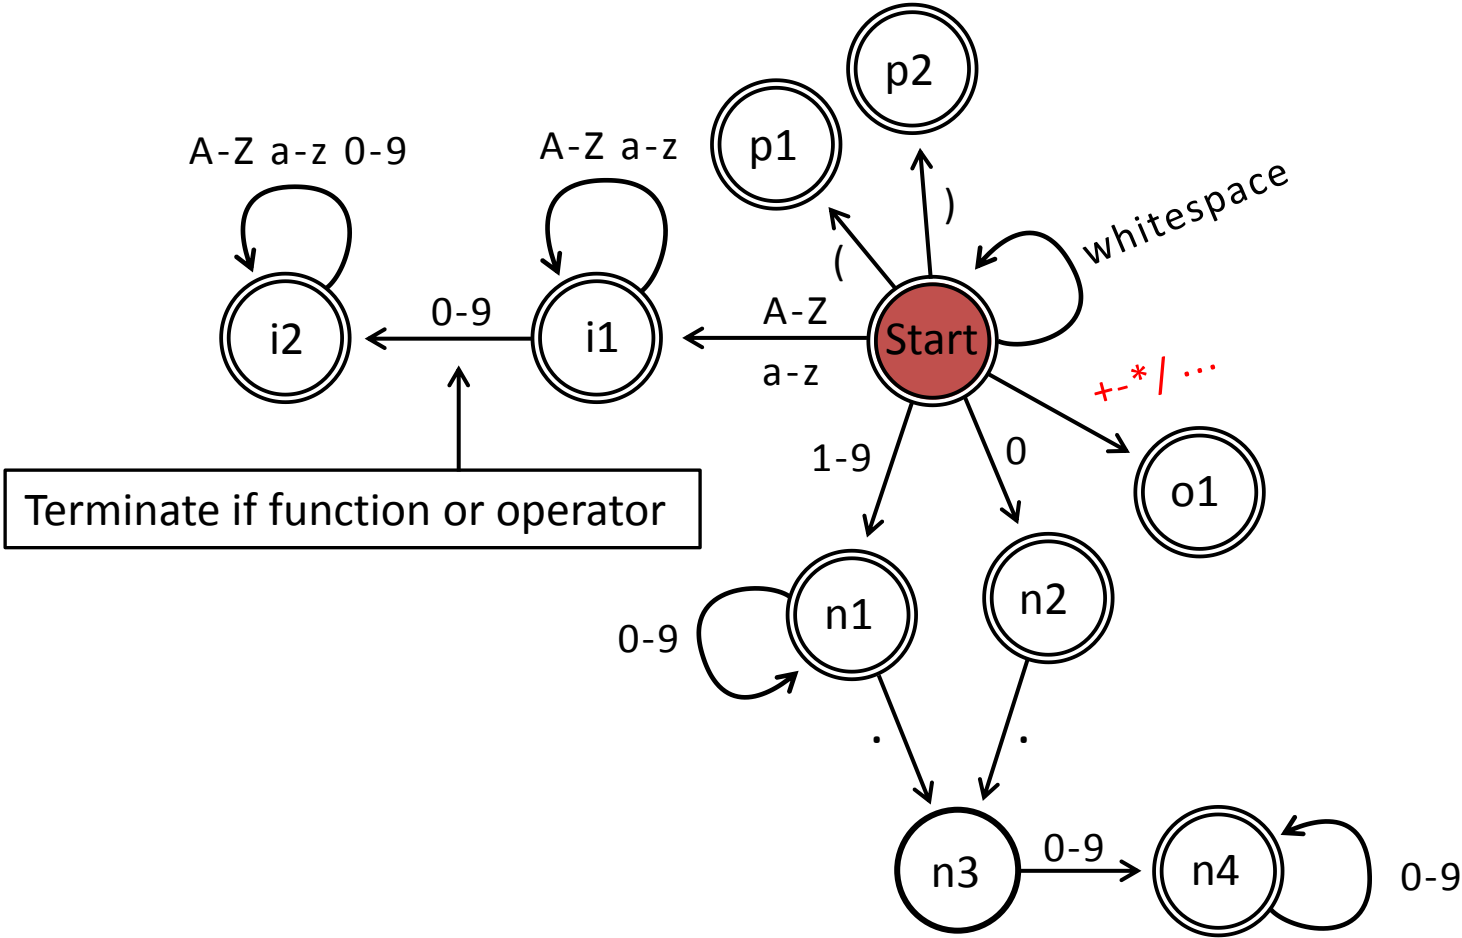 p2
p1
A-Z a-z 0-9
A-Z a-z
)
whitespace
(
i2
0-9
i1
A-Z
a-z
Start
+-*/ ...
1-9
0
o1
Terminate if function or operator
0-9
n1
n2
.
.
n3
0-9
n4
0-9